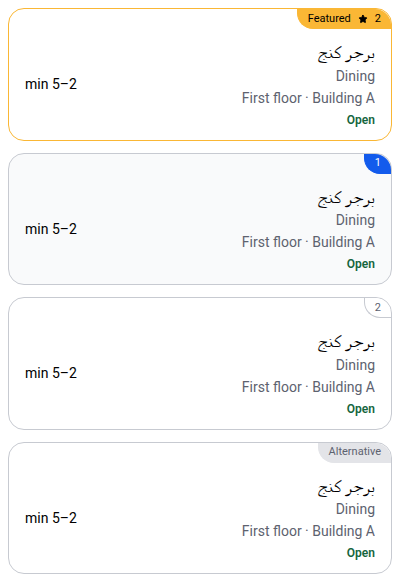 Featured ★ 2
برجر كنج
Dining
min 5–2
First floor · Building A
Open
1
برجر كنج
Dining
min 5–2
First floor · Building A
Open
2
برجر كنج
Dining
min 5–2
First floor · Building A
Open
Alternative
برجر كنج
Dining
min 5–2
First floor · Building A
Open